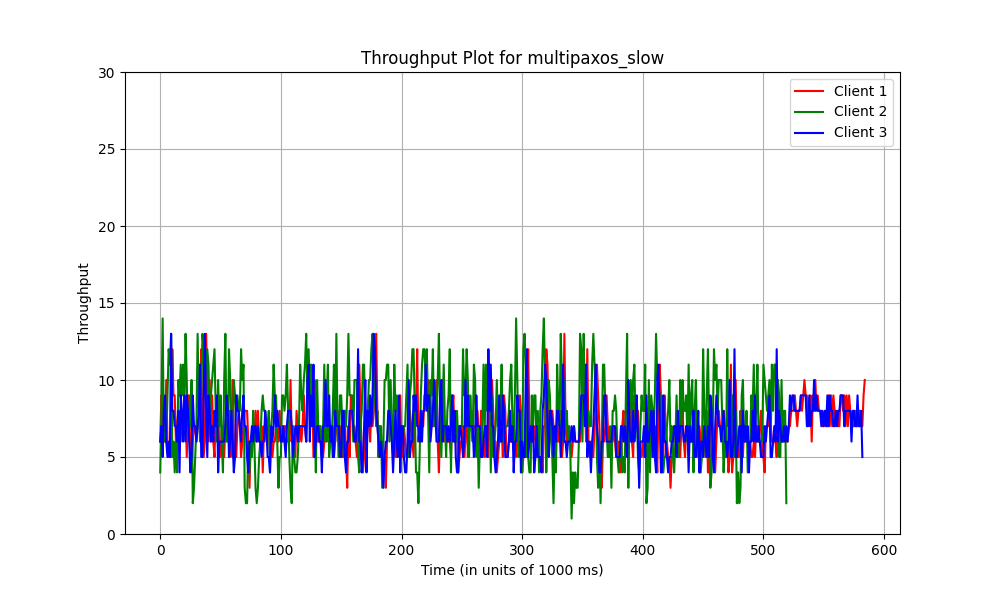 Throughput Plot for multipaxos_slow
30
25
20
15
10
5
0
Throughput
Client 1
Client 2
Client 3
0 100 200 300 400 500 600
Time (in units of 1000 ms)